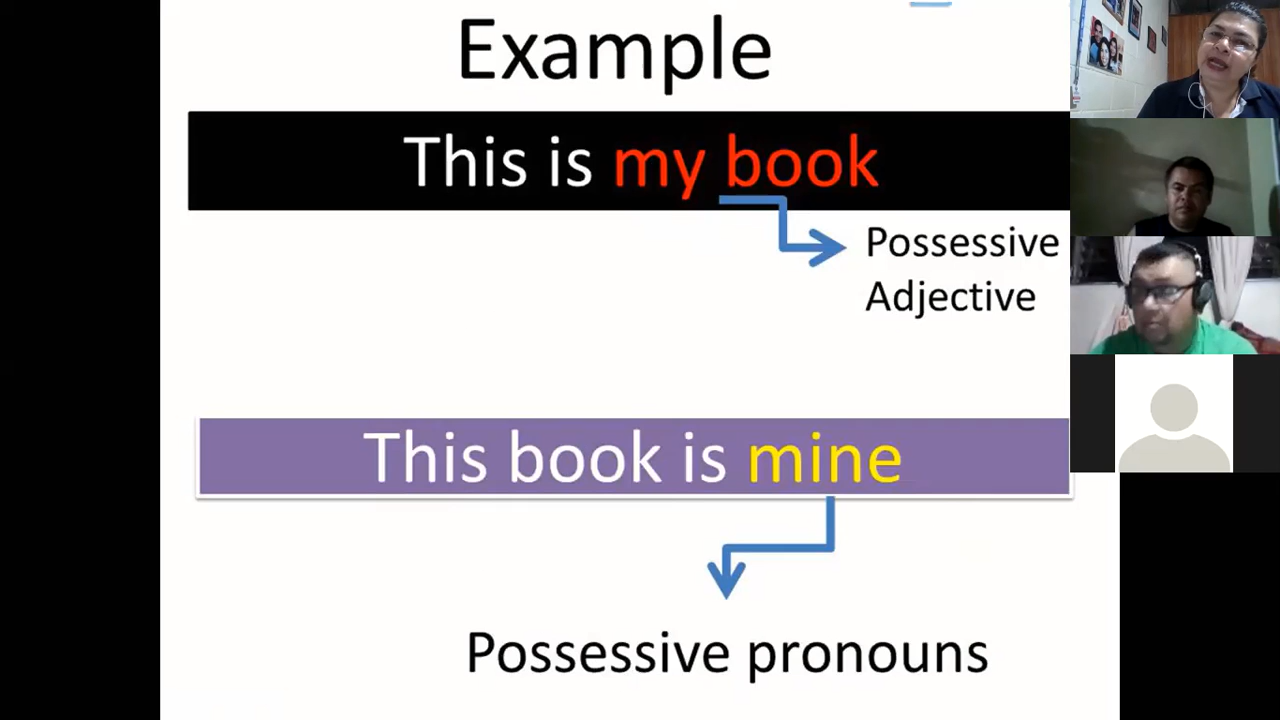 Example
This is my book
Possessive
Adjective
This book is mine
Possessive pronouns